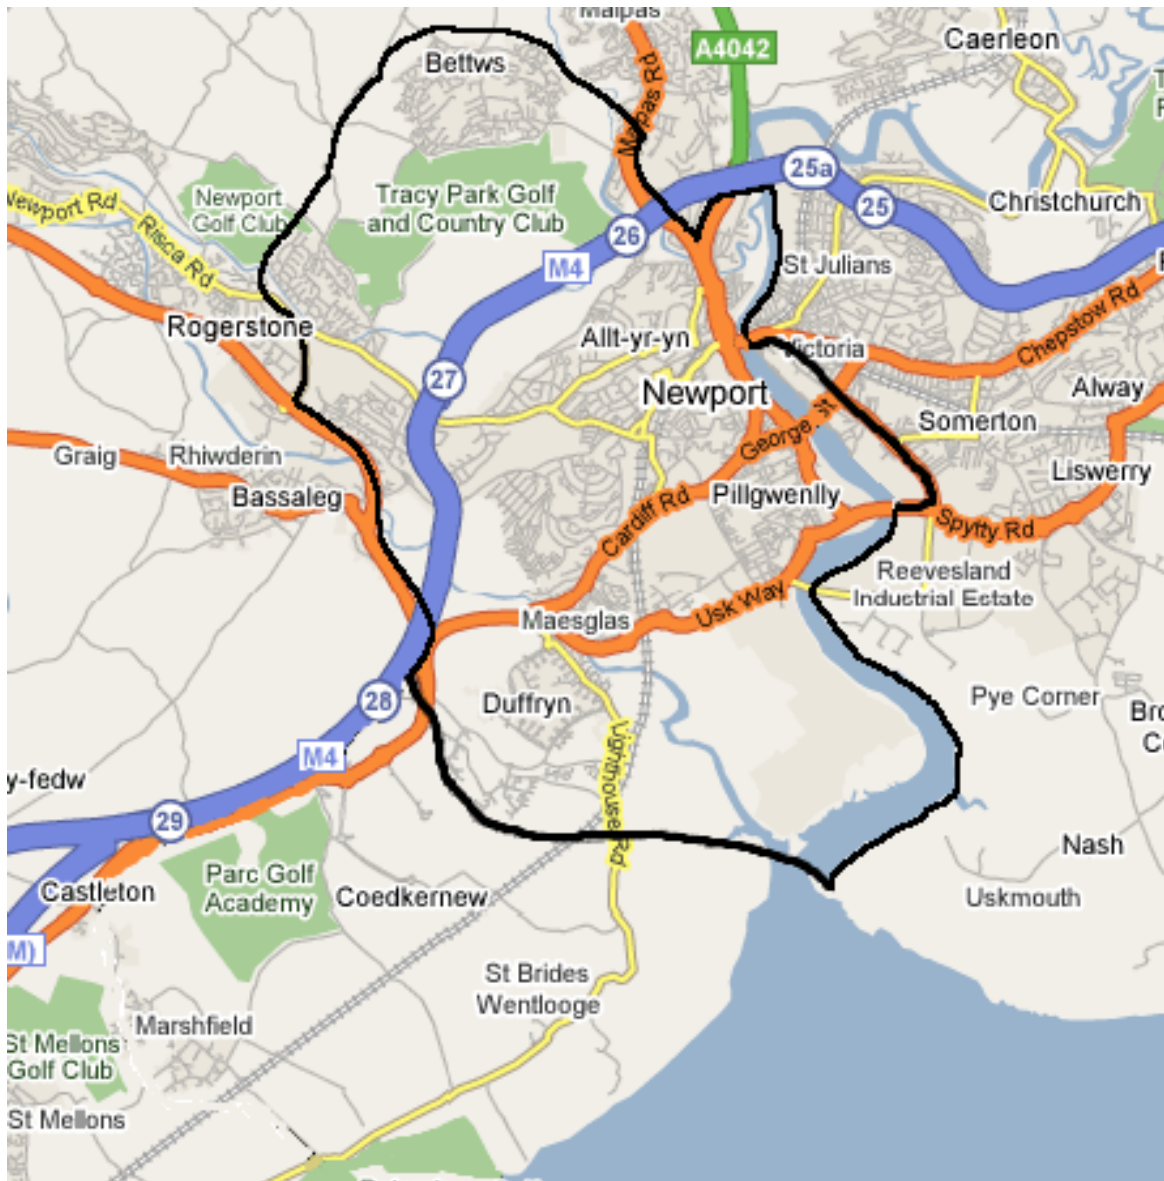 Malpas
A4042
Caerleon
Bettws
Malpas Rd
25a
Newport
Golf Club
Tracy Park Golf
and Country Club
25
Christchurch
Newport Rd
Risca Rd
26
M4
St Julians
Chepstow Rd
Rogerstone
Allt-yr-yn
Victoria
27
Newport
Alway
George St
Somerton
Graig
Rhiwderin
Bassaleg
Pillgwenlly
Liswerry
Cardiff Rd
Spytty Rd
Reevesland
Industrial Estate
Usk Way
Maesglas
28
Duffryn
Pye Corner
M4
Lighthouse Rd
y-fedw
29
Nash
Parc Golf
Academy
Castleton
Coedkernew
Uskmouth
M)
St Brides
Wentlooge
Marshfield
St Mellons
Golf Club
St Mellons